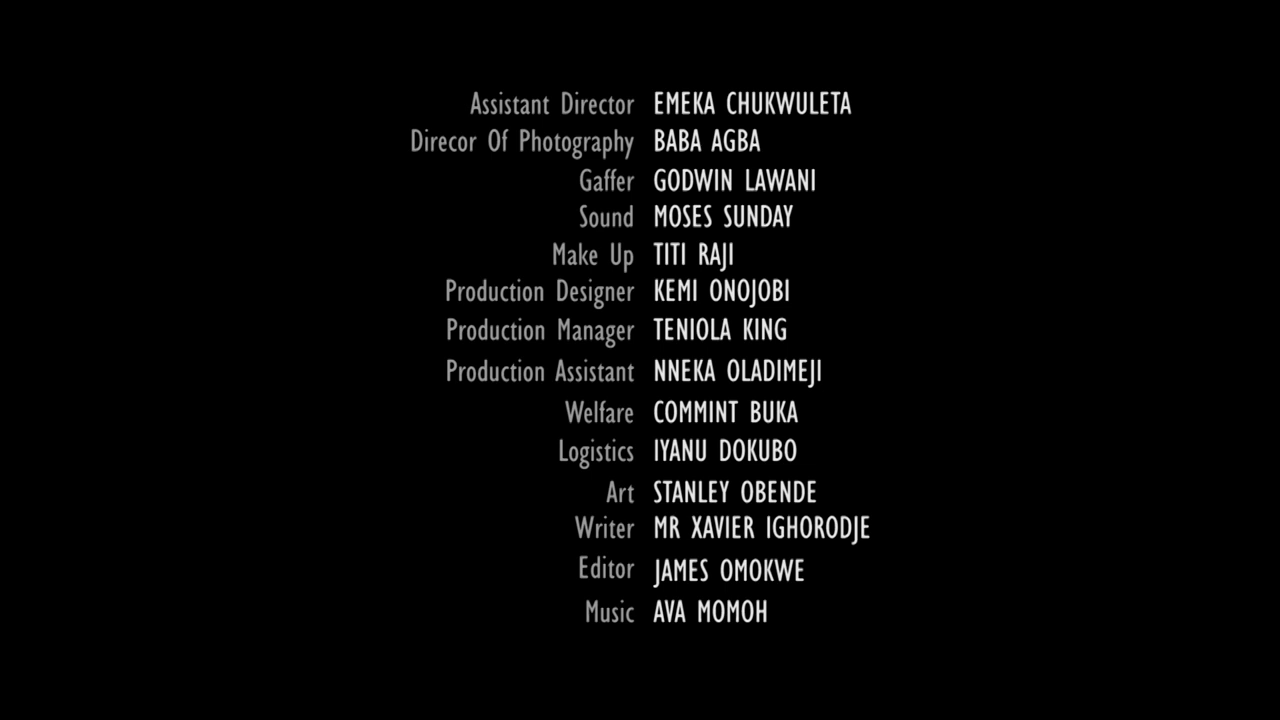 Assistant Director EMEKA CHUKWULETA
Direcor Of Photography BABA AGBA
Gaffer GODWIN LAWANI
Sound MOSES SUNDAY
Make Up TITI RAJI
Production Designer KEMI ONOJOBI
Production Manager TENIOLA KING
Production Assistant NNEKA OLADIMEJI
Welfare COMMINT BUKA
Logistics IYANU DOKUBO
Art STANLEY OBENDE
Writer MR XAVIER IGHORODJE
Editor JAMES OMOKWE
Music AVA MOMOH